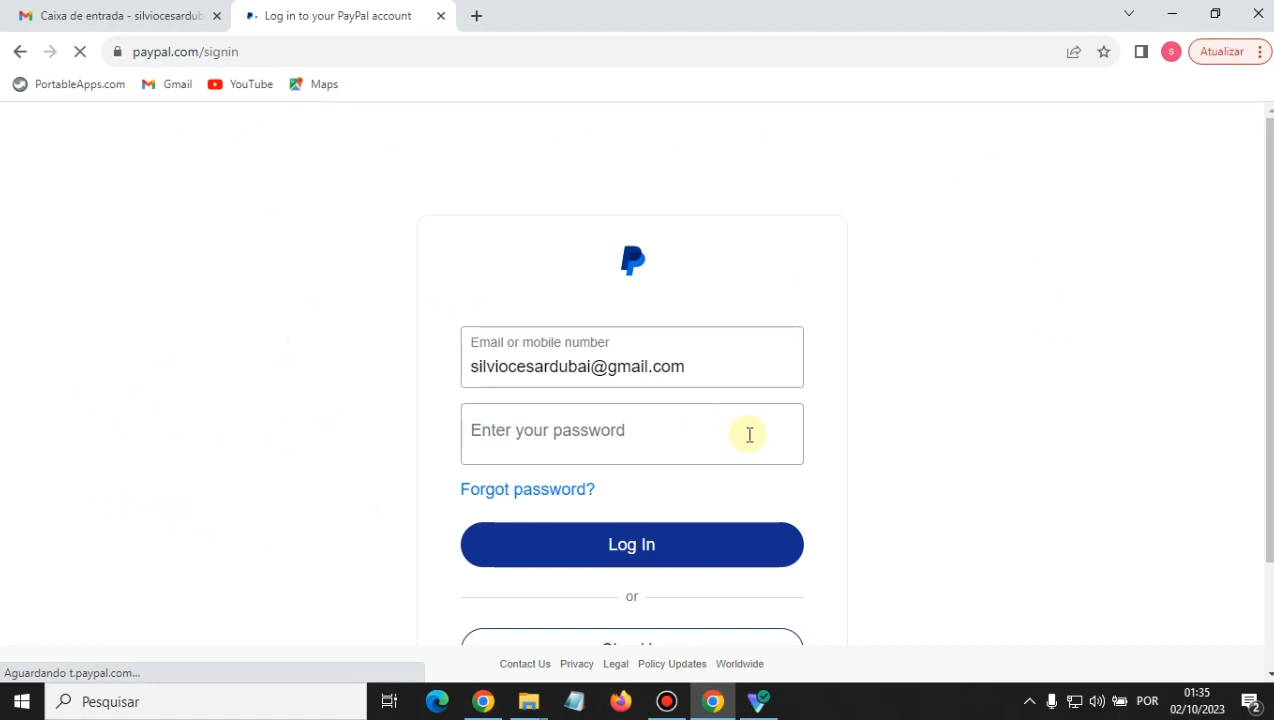 Caixa de entrada - silviocesardub
Log in to your PayPal account
paypal.com/signin
S
Atualizar
PortableApps.com
Gmail
YouTube
Maps
Email or mobile number
silviocesardubai@gmail.com
Enter your password
Forgot password?
Log In
or
Contact Us
Privacy
Legal
Policy Updates
Worldwide
Aguardando t.paypal.com...
Pesquisar
POR
01:35
02/10/2023
2